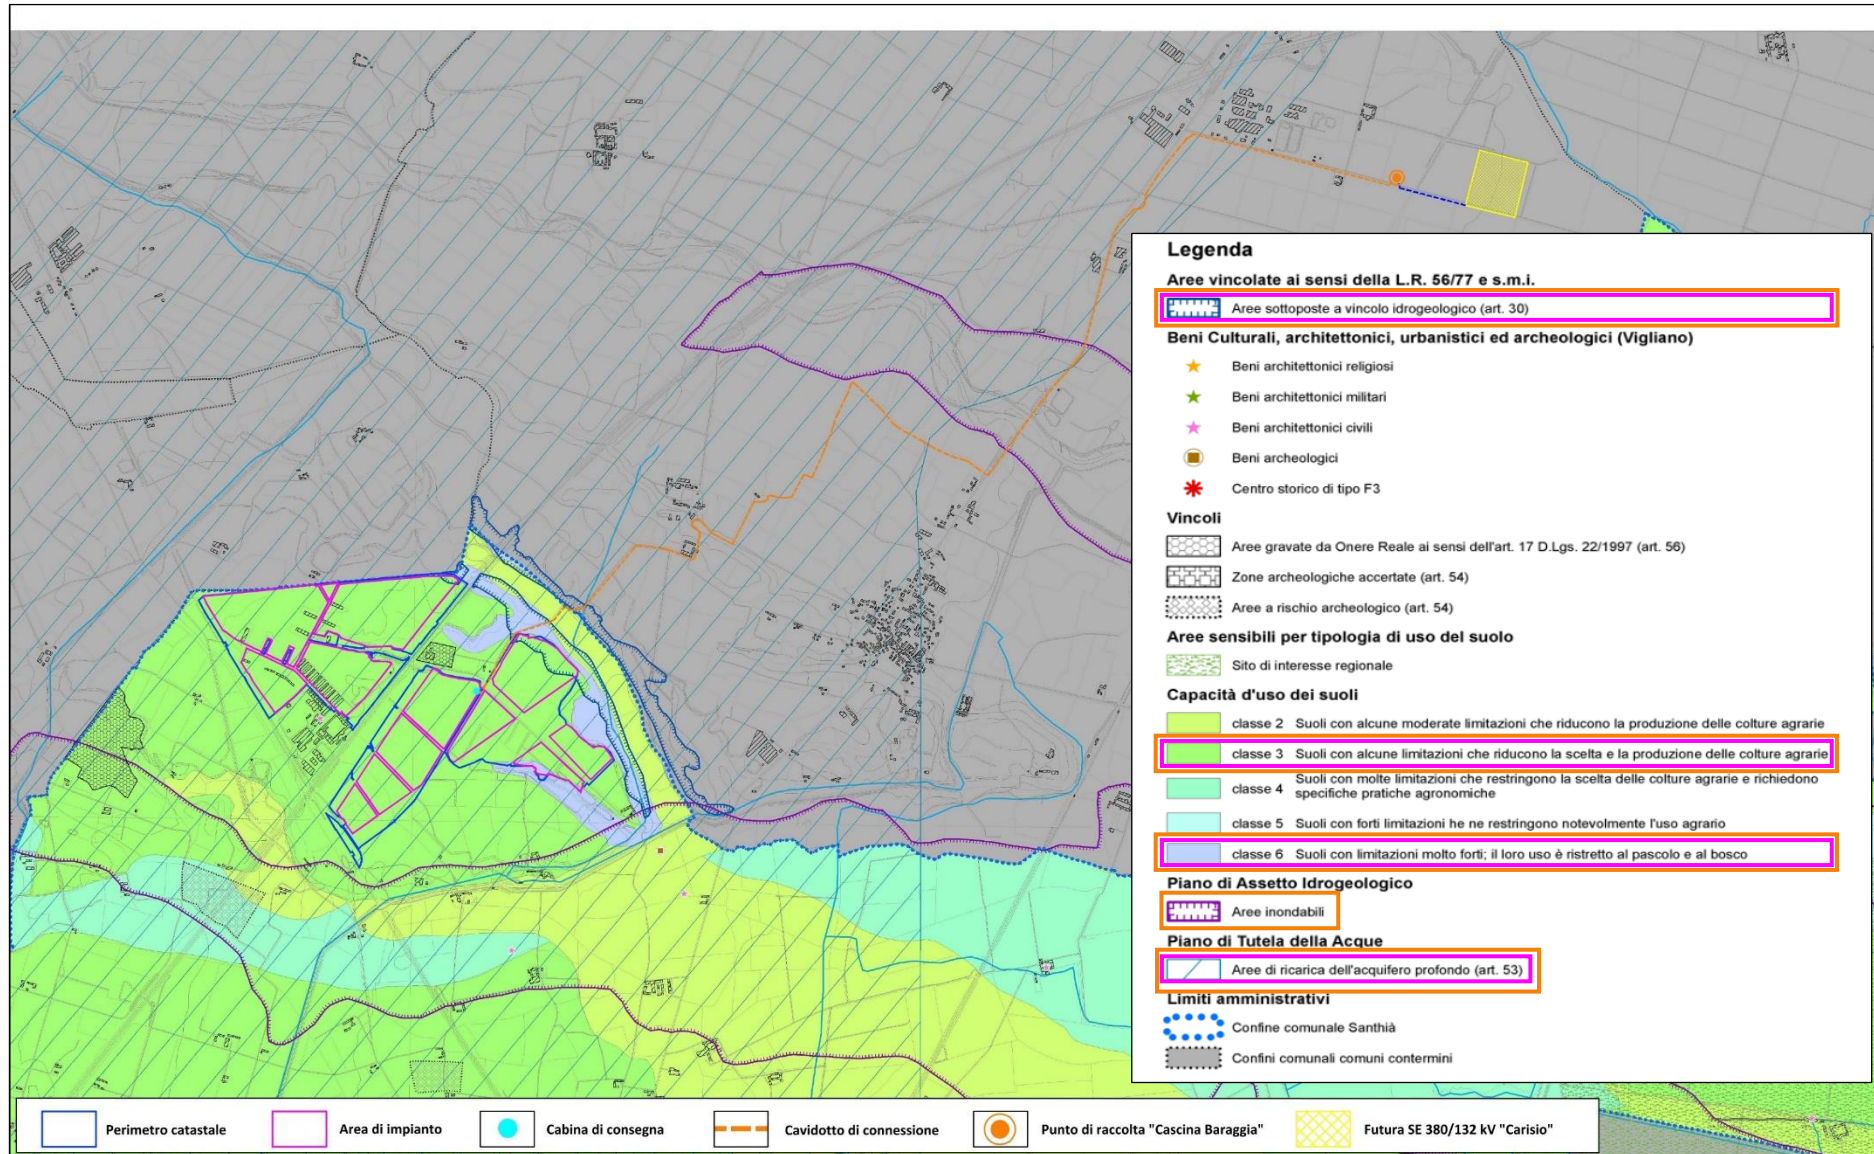 Legenda
Aree vincolate ai sensi della L.R. 56/77 e s.m.i.
Aree sottoposte a vincolo idrogeologico (art. 30)
Beni Culturali, architettonici, urbanistici ed archeologici (Vigliano)
Beni architettonici religiosi
Beni architettonici militari
Beni architettonici civili
Beni archeologici
Centro storico di tipo F3
Vincoli
Aree gravate da Onere Reale ai sensi dell'art. 17 D.Lgs. 22/1997 (art. 56)
Zone archeologiche accertate (art. 54)
Aree a rischio archeologico (art. 54)
Aree sensibili per tipologia di uso del suolo
Sito di interesse regionale
Capacità d'uso dei suoli
classe 2 Suoli con alcune moderate limitazioni che riducono la produzione delle colture agrarie
classe 3 Suoli con alcune limitazioni che riducono la scelta e la produzione delle colture agrarie
classe 4 Suoli con molte limitazioni che restringono la scelta delle colture agrarie e richiedono
specifiche pratiche agronomiche
classe 5 Suoli con forti limitazioni he ne restringono notevolmente l'uso agrario
classe 6 Suoli con limitazioni molto forti; il loro uso è ristretto al pascolo e al bosco
Piano di Assetto Idrogeologico
Aree inondabili
Piano di Tutela della Acque
Aree di ricarica dell'acquifero profondo (art. 53)
Limiti amministrativi
Confine comunale Santhià
Confini comunali comuni contermini
Perimetro catastale
Area di impianto
Cabina di consegna
Cavidotto di connessione
Punto di raccolta "Cascina Baraggia"
Futura SE 380/132 kV "Carisio"